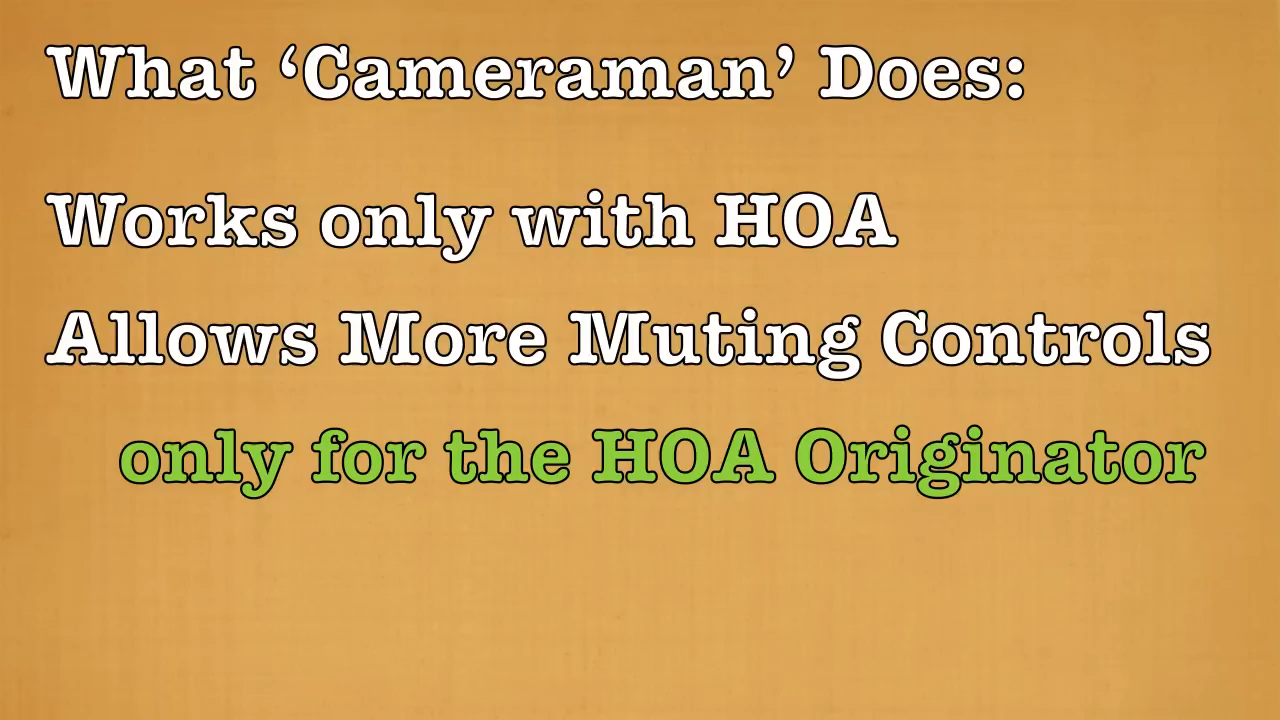 What ‘Cameraman’ Does:
Works only with HOA
Allows More Muting Controls
only for the HOA Originator